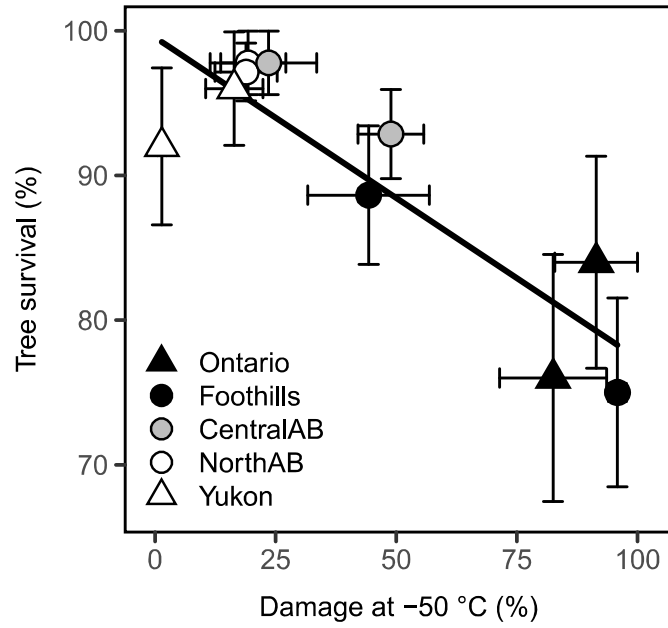 100
90
80
70
Tree survival (%)
Ontario
Foothills
CentralAB
NorthAB
Yukon
0 25 50 75 100
Damage at −50 °C (%)